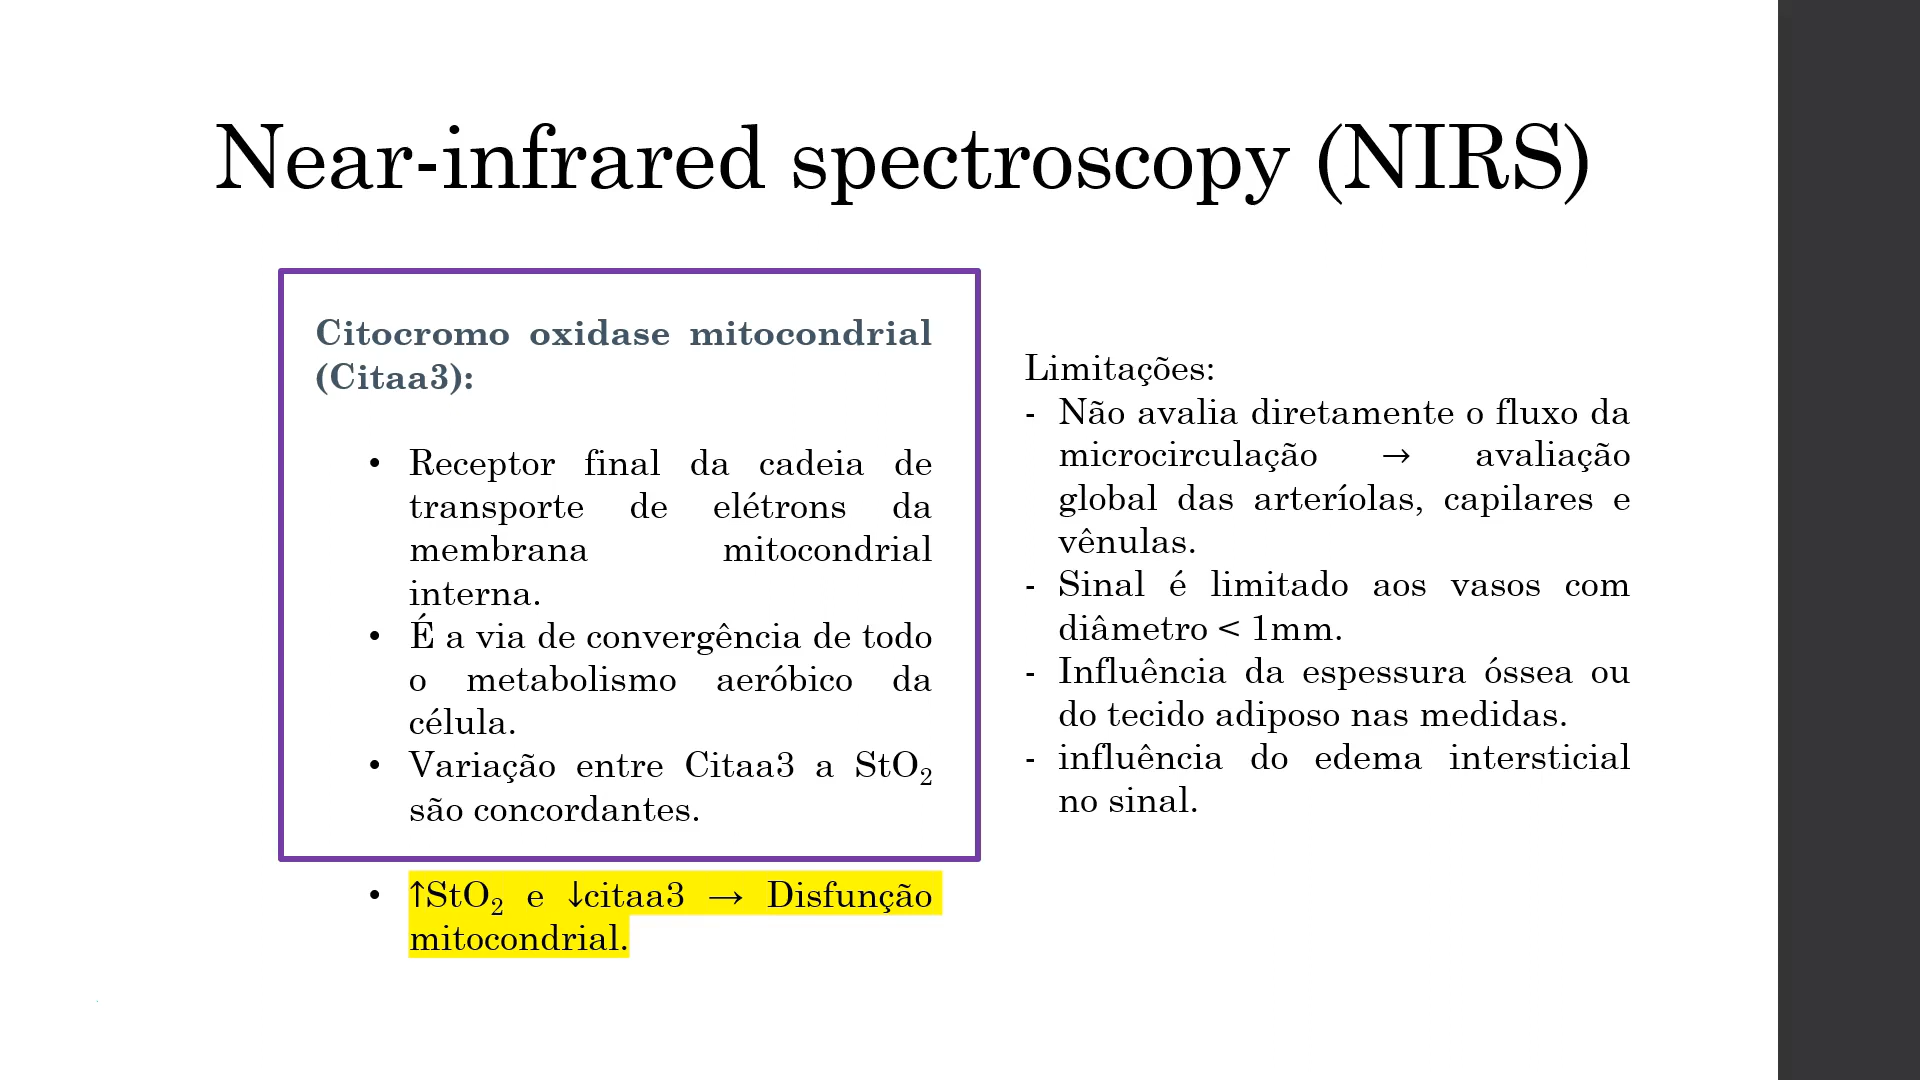 Near-infrared spectroscopy (NIRS)
Citocromo oxidase mitocondrial
(Citaa3):
• Receptor final da cadeia de
transporte de elétrons da
membrana mitocondrial
interna.
• É a via de convergência de todo
o metabolismo aeróbico da
célula.
• Variação entre Citaa3 a StO₂
são concordantes.
• ↑StO₂ e ↓citaa3 → Disfunção
mitocondrial.
Limitações:
- Não avalia diretamente o fluxo da
microcirculação → avaliação
global das arteríolas, capilares e
vênulas.
- Sinal é limitado aos vasos com
diâmetro < 1mm.
- Influência da espessura óssea ou
do tecido adiposo nas medidas.
- influência do edema intersticial
no sinal.